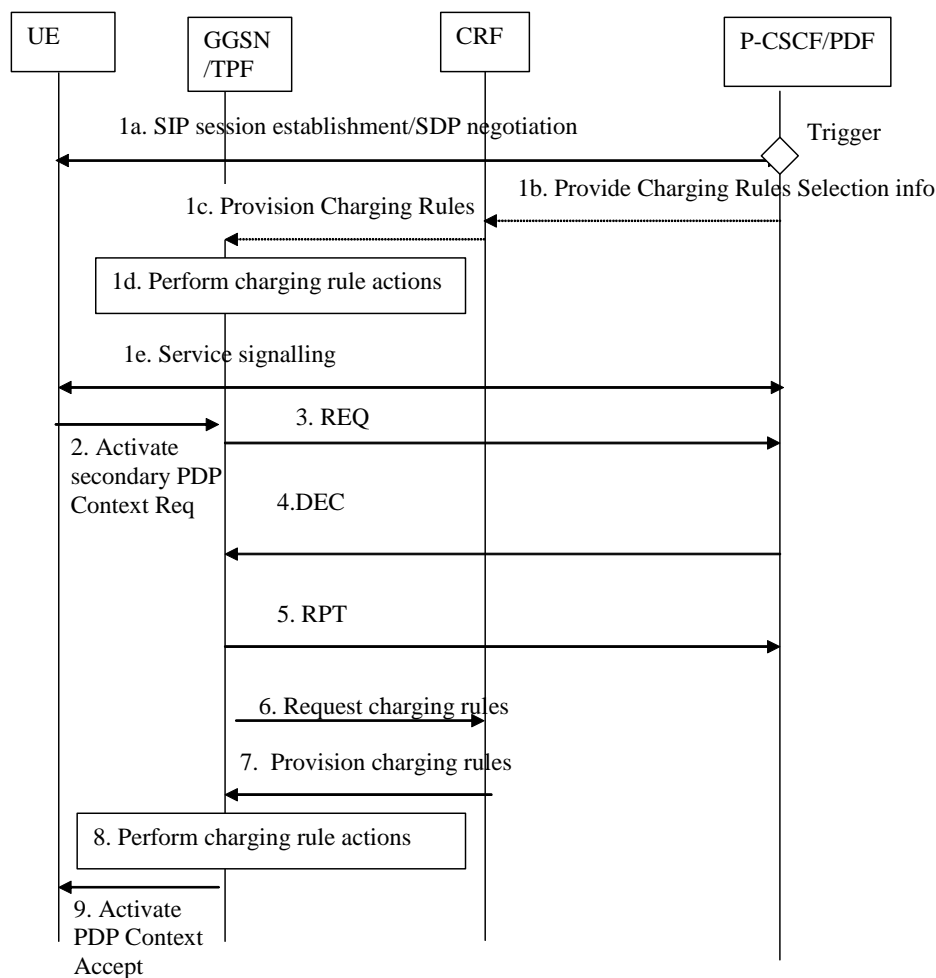 UE
GGSN
/TPF
CRF
P-CSCF/PDF
1a. SIP session establishment/SDP negotiation
Trigger
1b. Provide Charging Rules Selection info
1c. Provision Charging Rules
1d. Perform charging rule actions
1e. Service signalling
3. REQ
2. Activate
secondary PDP
Context Req
4.DEC
5. RPT
6. Request charging rules
7. Provision charging rules
8. Perform charging rule actions
9. Activate
PDP Context
Accept